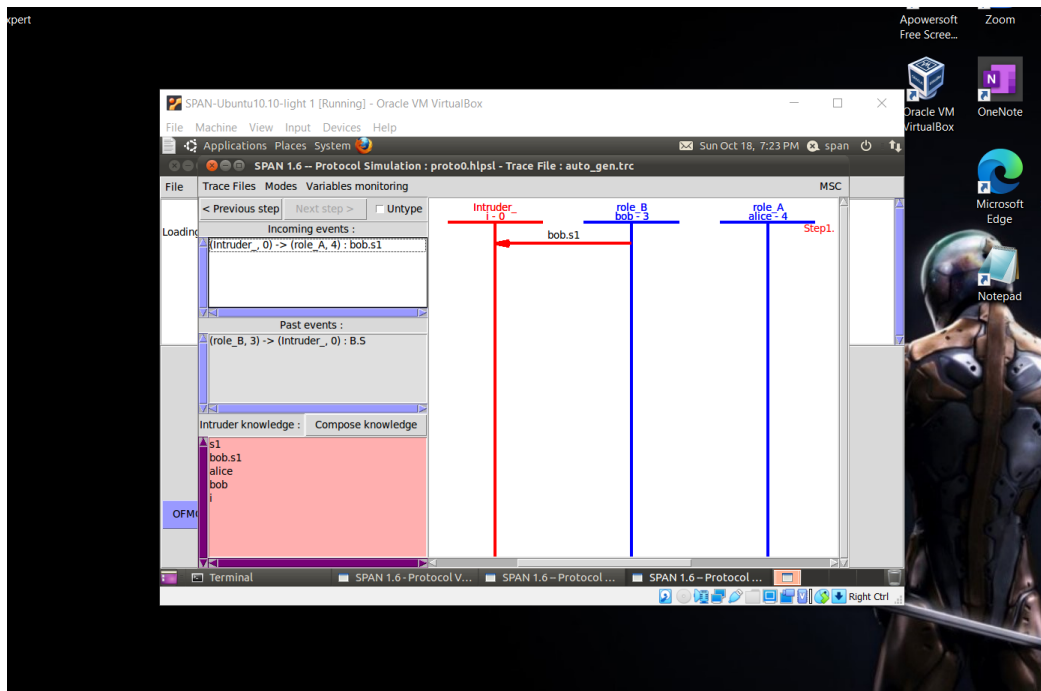 xpert
Apowersoft
Free Scree...
Zoom
Oracle VM
VirtualBox
OneNote
Microsoft
Edge
Notepad
SPAN-Ubuntu10.10-light 1 [Running] - Oracle VM VirtualBox
File Machine View Input Devices Help
Applications Places System
Sun Oct 18, 7:23 PM span
SPAN 1.6 -- Protocol Simulation : proto0.hlpsl - Trace File : auto_gen.trc
File
Trace Files Modes Variables monitoring
MSC
< Previous step
Next step >
Untype
Loading
Incoming events :
(Intruder_, 0) -> (role_A, 4) : bob.s1
Past events :
(role_B, 3) -> (Intruder_, 0) : B.S
Intruder knowledge :
Compose knowledge
s1
bob.s1
alice
bob
i
OFM
Intruder_
i - 0
role_B
bob - 3
role_A
alice - 4
Step1.
bob.s1
Terminal
SPAN 1.6 - Protocol V...
SPAN 1.6 -- Protocol ...
SPAN 1.6 -- Protocol ...
Right Ctrl